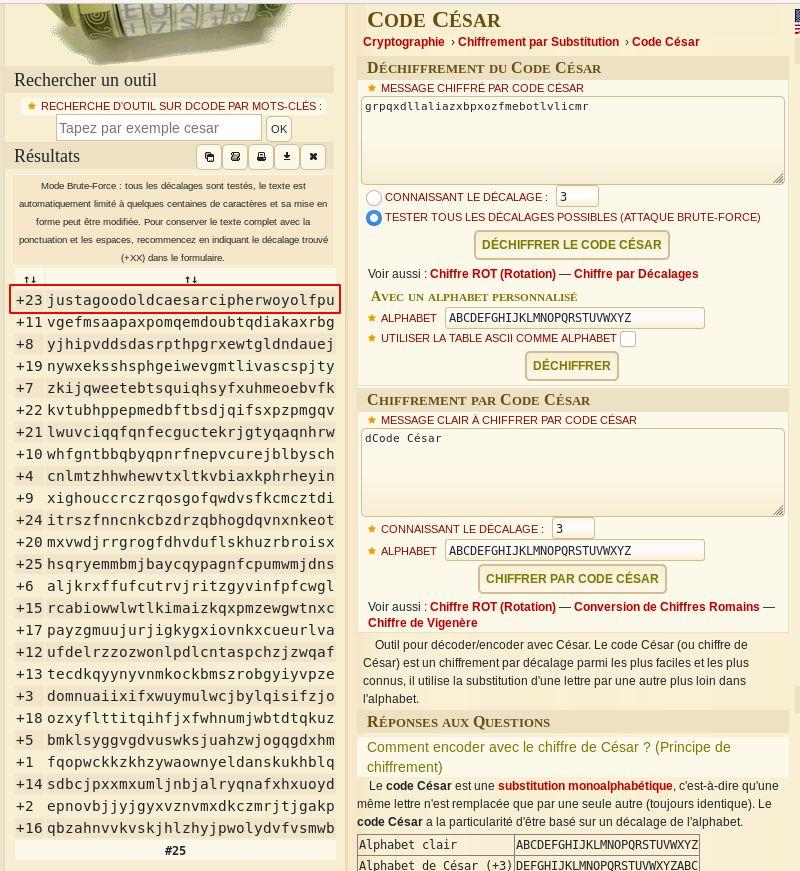 Rechercher un outil
★ RECHERCHE D'OUTIL SUR DCODE PAR MOTS-CLÉS :
Tapez par exemple cesar OK
Résultats
Mode Brute-Force : tous les décalages sont testés, le texte est
automatiquement limité à quelques centaines de caractères et sa mise en
forme peut être modifiée. Pour conserver le texte complet avec la
ponctuation et les espaces, recommencez en indiquant le décalage trouvé
(+XX) dans le formulaire.
↑↓ ↑↓
+23 justagoodoldcaesarcipherwoyolfpu
+11 vgefmsaapaxpomqemdoubtqdiakaxrbg
+8 yjhipvddsdasrpthpgrxewtgldndauej
+19 nywxeksshsphgeiwevgmtlivascspjty
+7 zkijqweetebtsquiqhsyfxuhmeoebvfk
+22 kvtubhppepmedbftbsdjqifsxpzpmgqv
+21 lwuvciqqfqnfecguctekrjgtyqaqnhrw
+10 whfgntbbqbyqpnrfnepvcurejblbysch
+4 cnlmtzhhwhewvtxltkvbiaxkphrheyin
+9 xighouccrczrqosgofqwdvsfkcmcztdi
+24 itrszfnncnkcbzdrzqbhogdqvnxnkeot
+20 mxvwdjrrgrogfdhvduflskhuzrbroisx
+25 hsqryemmbmjbaycqypagnfcpumwmjdns
+6 aljkrxffufcutrvjritzgyvinfpfcwgl
+15 rcabiowwlwtlkimaizkqxpmzewgwtnxc
+17 payzgmuujurjigkygxiovnkxcueurlva
+12 ufdelrzzozwonlpdlcntaspchzjzwqaf
+13 tecdkqyynyvnmkockbmszrobgyiyvpze
+3 domnuaiixifxwuymulwcjbylqisifzjo
+18 ozxyflttitqihfjxfwhnumjwbtdtqkuz
+5 bmklsyggvgdvuswksjuahzwjogqgdxhm
+1 fqopwckkzkhzywaownyeldanskukhblq
+14 sdbcjpxxmxumljnbjalryqnafxhxuoyd
+2 epnovbjjyjgyxvznvmxdkczmrjtjgakp
+16 qbzahnvvkvskjhlzhyjpwolydvfvsmwb
#25
CODE CÉSAR
Cryptographie › Chiffrement par Substitution › Code César
DÉCHIFFREMENT DU CODE CÉSAR
★ MESSAGE CHIFFRÉ PAR CODE CÉSAR
grpqxdllaliazxbpxozfmebotlvlicmr
CONNAISSANT LE DÉCALAGE : 3
TESTER TOUS LES DÉCALAGES POSSIBLES (ATTAQUE BRUTE-FORCE)
DÉCHIFFRER LE CODE CÉSAR
Voir aussi : Chiffre ROT (Rotation) — Chiffre par Décalages
AVEC UN ALPHABET PERSONNALISÉ
★ ALPHABET ABCDEFGHIJKLMNOPQRSTUVWXYZ
★ UTILISER LA TABLE ASCII COMME ALPHABET
DÉCHIFFRER
CHIFFREMENT PAR CODE CÉSAR
★ MESSAGE CLAIR À CHIFFRER PAR CODE CÉSAR
dCode César
★ CONNAISSANT LE DÉCALAGE : 3
★ ALPHABET ABCDEFGHIJKLMNOPQRSTUVWXYZ
CHIFFRER PAR CODE CÉSAR
Voir aussi : Chiffre ROT (Rotation) — Conversion de Chiffres Romains —
Chiffre de Vigenère
Outil pour décoder/encoder avec César. Le code César (ou chiffre de
César) est un chiffrement par décalage parmi les plus faciles et les plus
connus, il utilise la substitution d'une lettre par une autre plus loin dans
l'alphabet.
RÉPONSES AUX QUESTIONS
Comment encoder avec le chiffre de César ? (Principe de
chiffrement)
Le code César est une substitution monoalphabétique, c'est-à-dire qu'une
même lettre n'est remplacée que par une seule autre (toujours identique). Le
code César a la particularité d'être basé sur un décalage de l'alphabet.
Alphabet clair ABCDEFGHIJKLMNOPQRSTUVWXYZ
Alphabet de César (+3) DEFGHIJKLMNOPQRSTUVWXYZABC